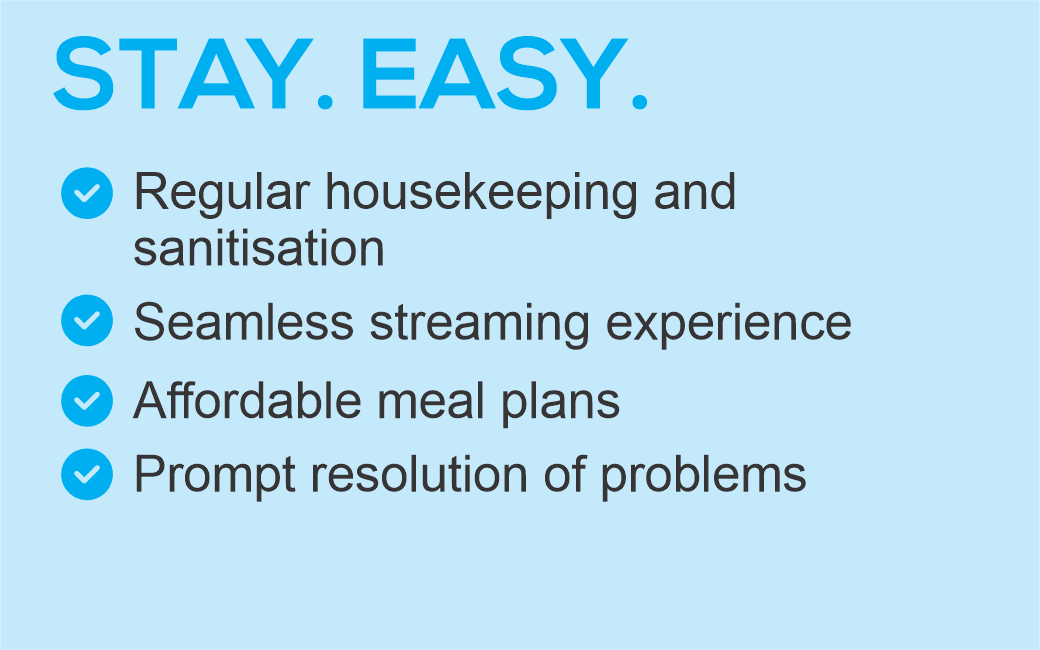 STAY. EASY.
Regular housekeeping and
sanitisation
Seamless streaming experience
Affordable meal plans
Prompt resolution of problems